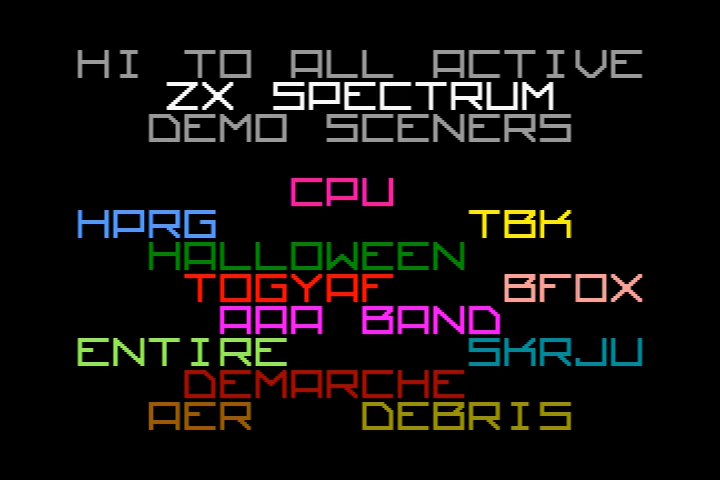 HI TO ALL ACTIVE
ZX SPECTRUM
DEMO SCENERS
CPU
HPRG TBK
HALLOWEEN
TOGYAF BFOX
AAA BAND
ENTIRE SKRJU
DEMARCHE
AER DEBRIS